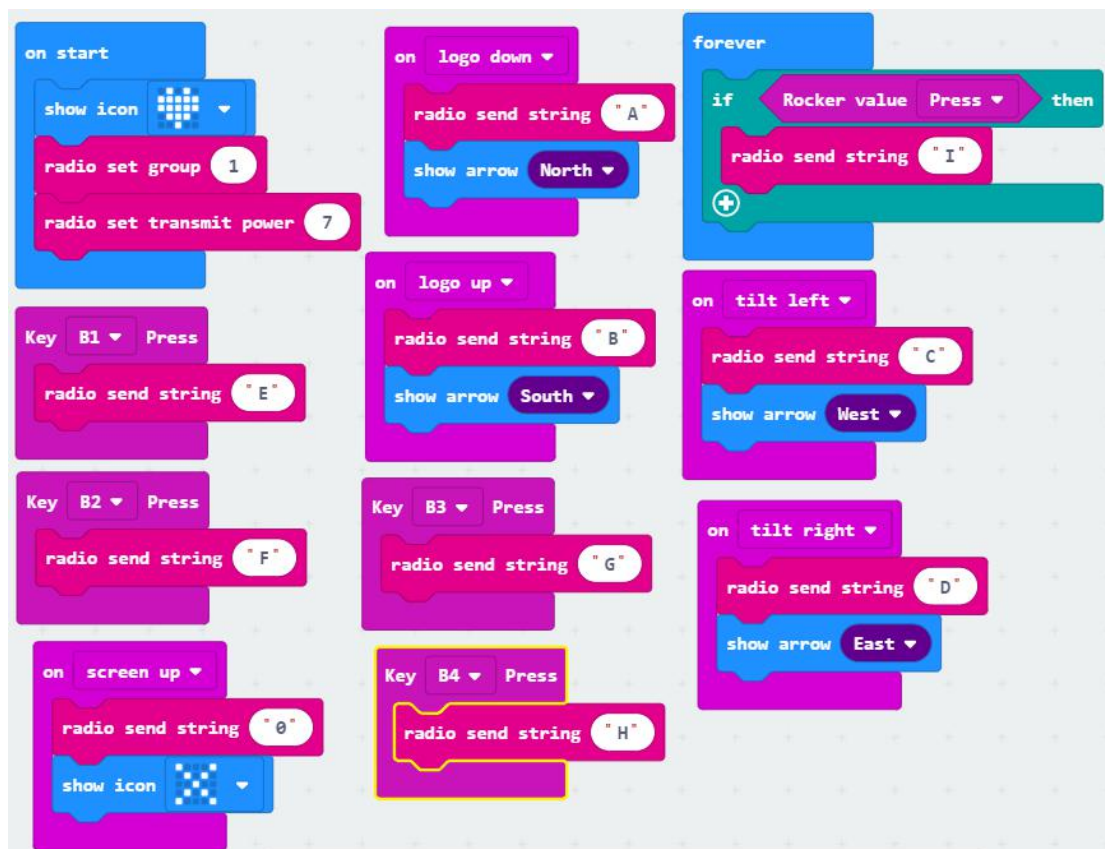 on start
show icon
radio set group 1
radio set transmit power 7
Key B1 Press
radio send string "E"
Key B2 Press
radio send string "F"
on screen up
radio send string "0"
show icon
on logo down
radio send string "A"
show arrow North
on logo up
radio send string "B"
show arrow South
Key B3 Press
radio send string "G"
Key B4 Press
radio send string "H"
forever
if Rocker value Press then
radio send string "I"
on tilt left
radio send string "C"
show arrow West
on tilt right
radio send string "D"
show arrow East